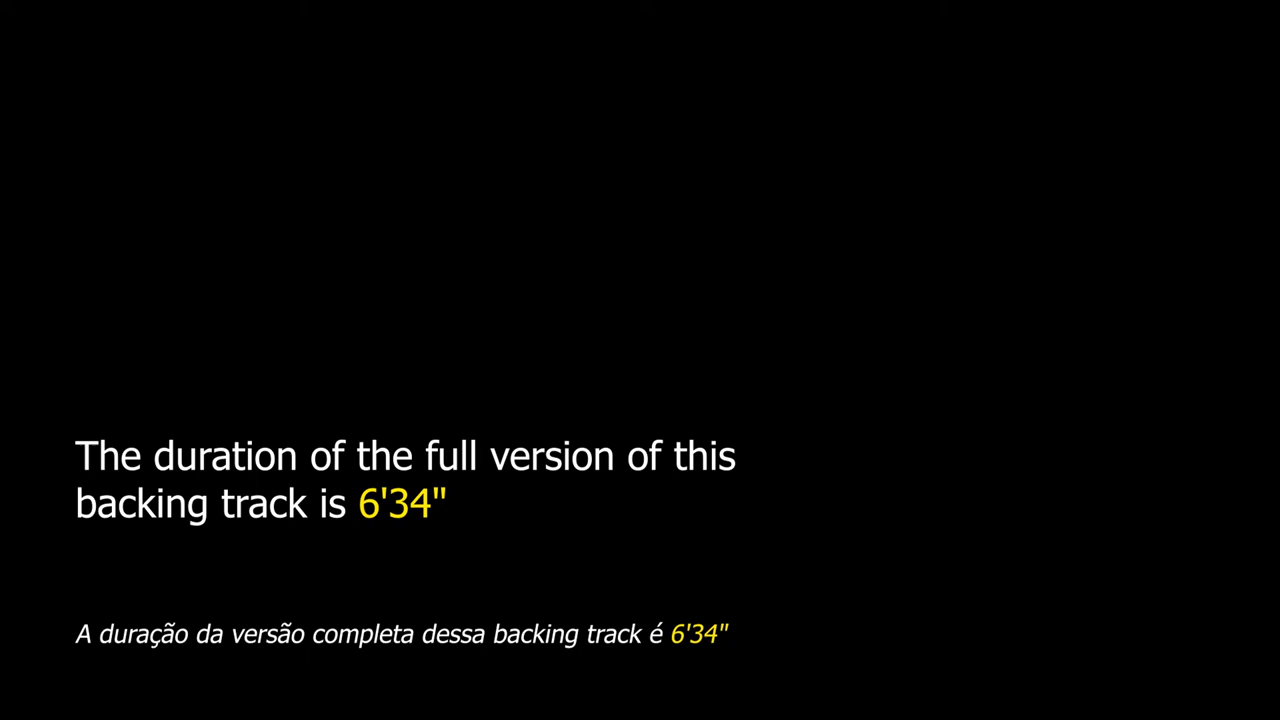 The duration of the full version of this
backing track is 6'34"
A duração da versão completa dessa backing track é 6'34"